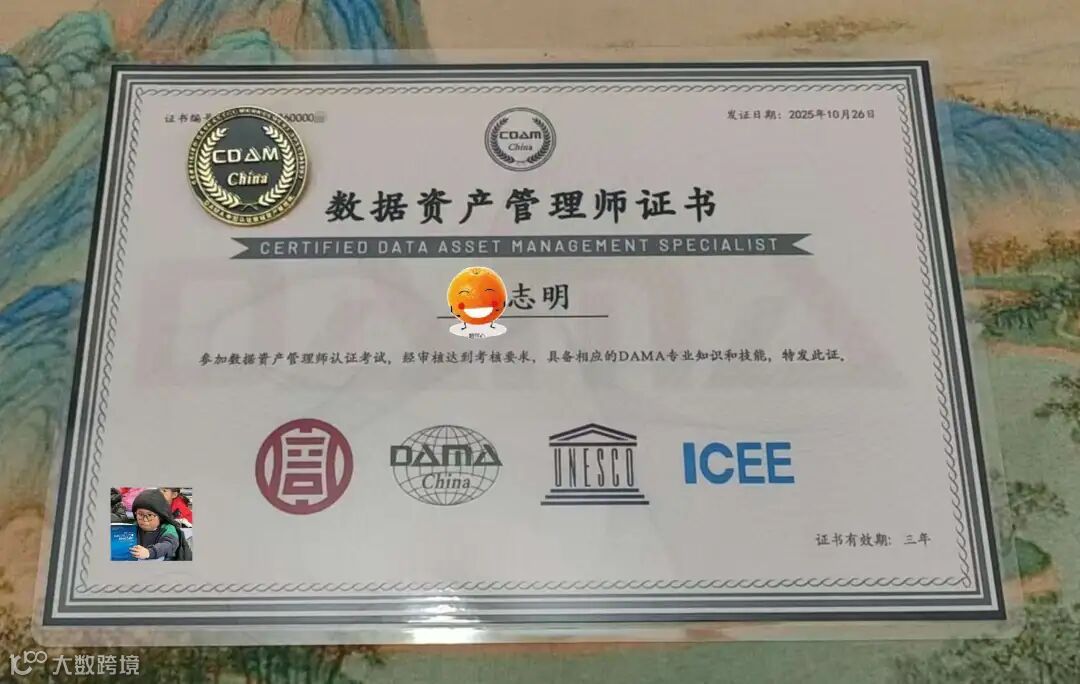 证书编号
60000
发证日期：2025年10月26日
CDAM
China
CDAM
China
数据资产管理师证书
CERTIFIED DATA ASSET MANAGEMENT SPECIALIST
志明
参加数据资产管理师认证考试，经审核达到考核要求，具备相应的DAMA专业知识和技能，特发此证。
DAMA
China
UNESCO
ICEE
证书有效期：三年
大数跨境